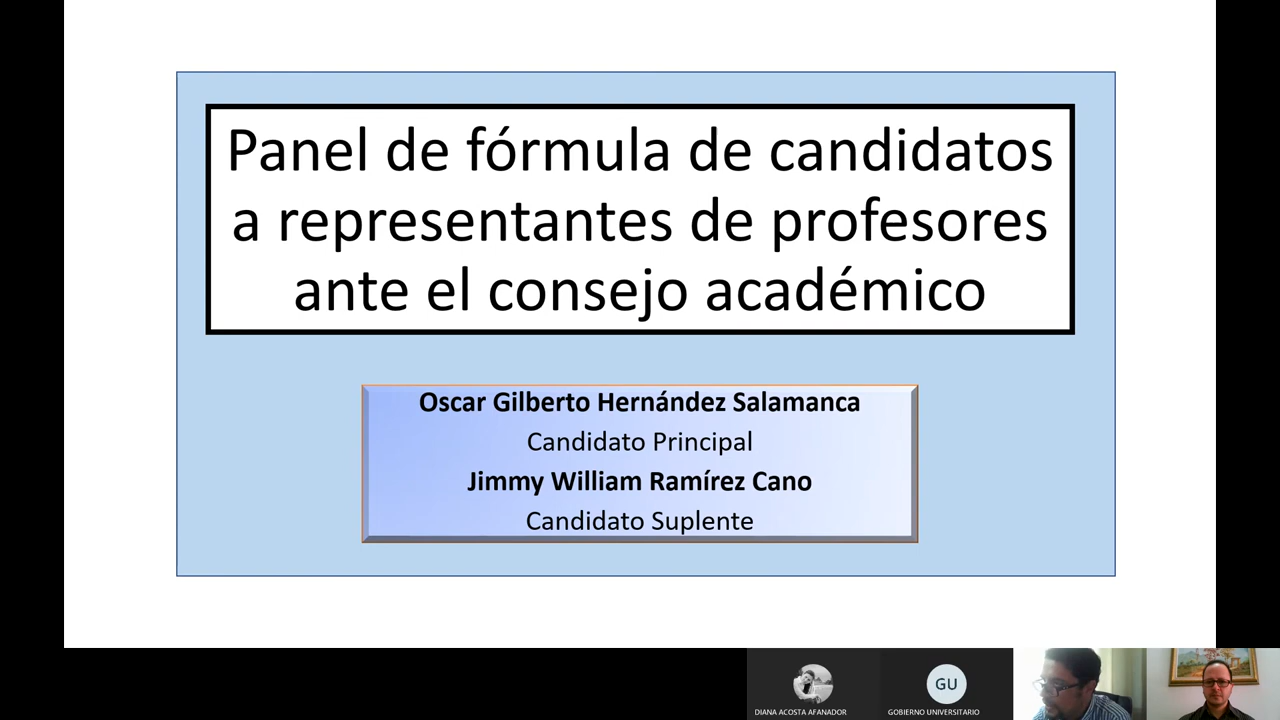 Panel de fórmula de candidatos
a representantes de profesores
ante el consejo académico
Oscar Gilberto Hernández Salamanca
Candidato Principal
Jimmy William Ramírez Cano
Candidato Suplente
GU
DIANA ACOSTA AFANADOR
GOBIERNO UNIVERSITARIO